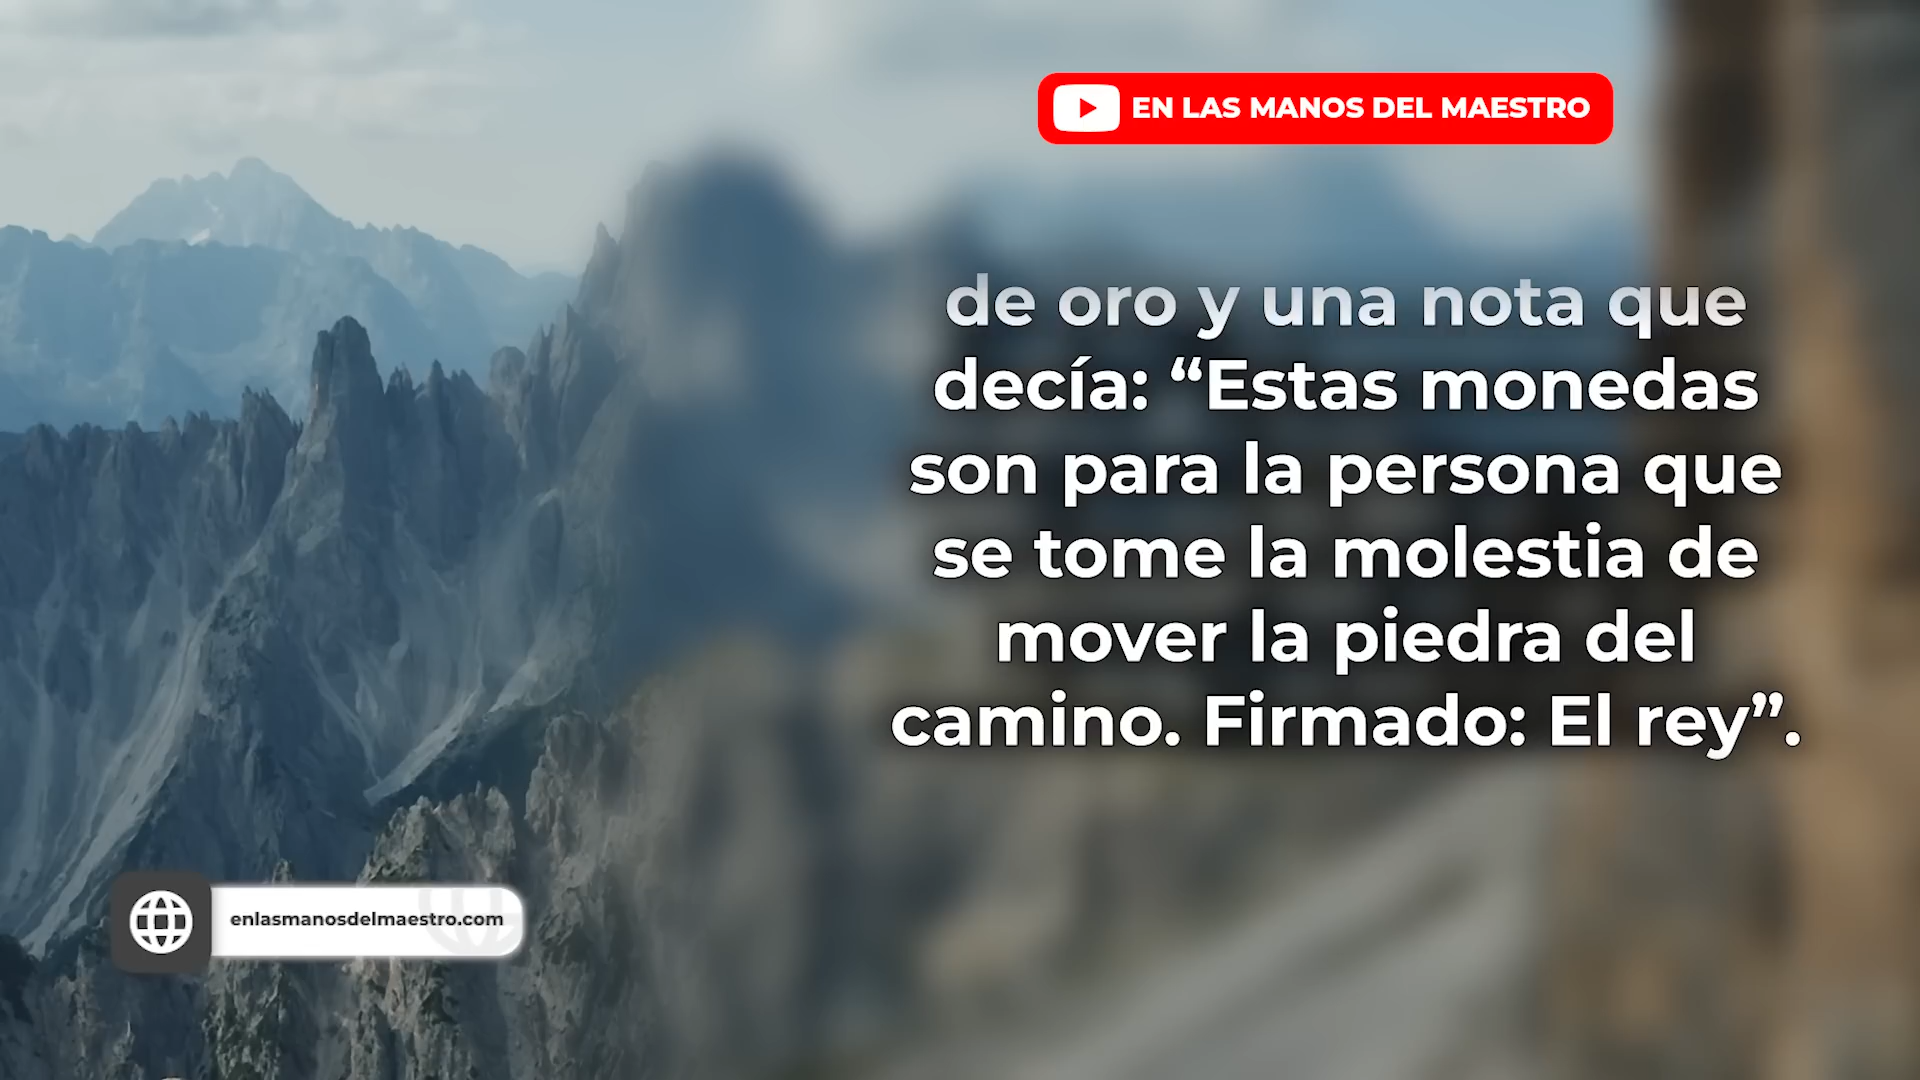 EN LAS MANOS DEL MAESTRO
de oro y una nota que
decía: “Estas monedas
son para la persona que
se tome la molestia de
mover la piedra del
camino. Firmado: El rey”.
enlasmanosdelmaestro.com